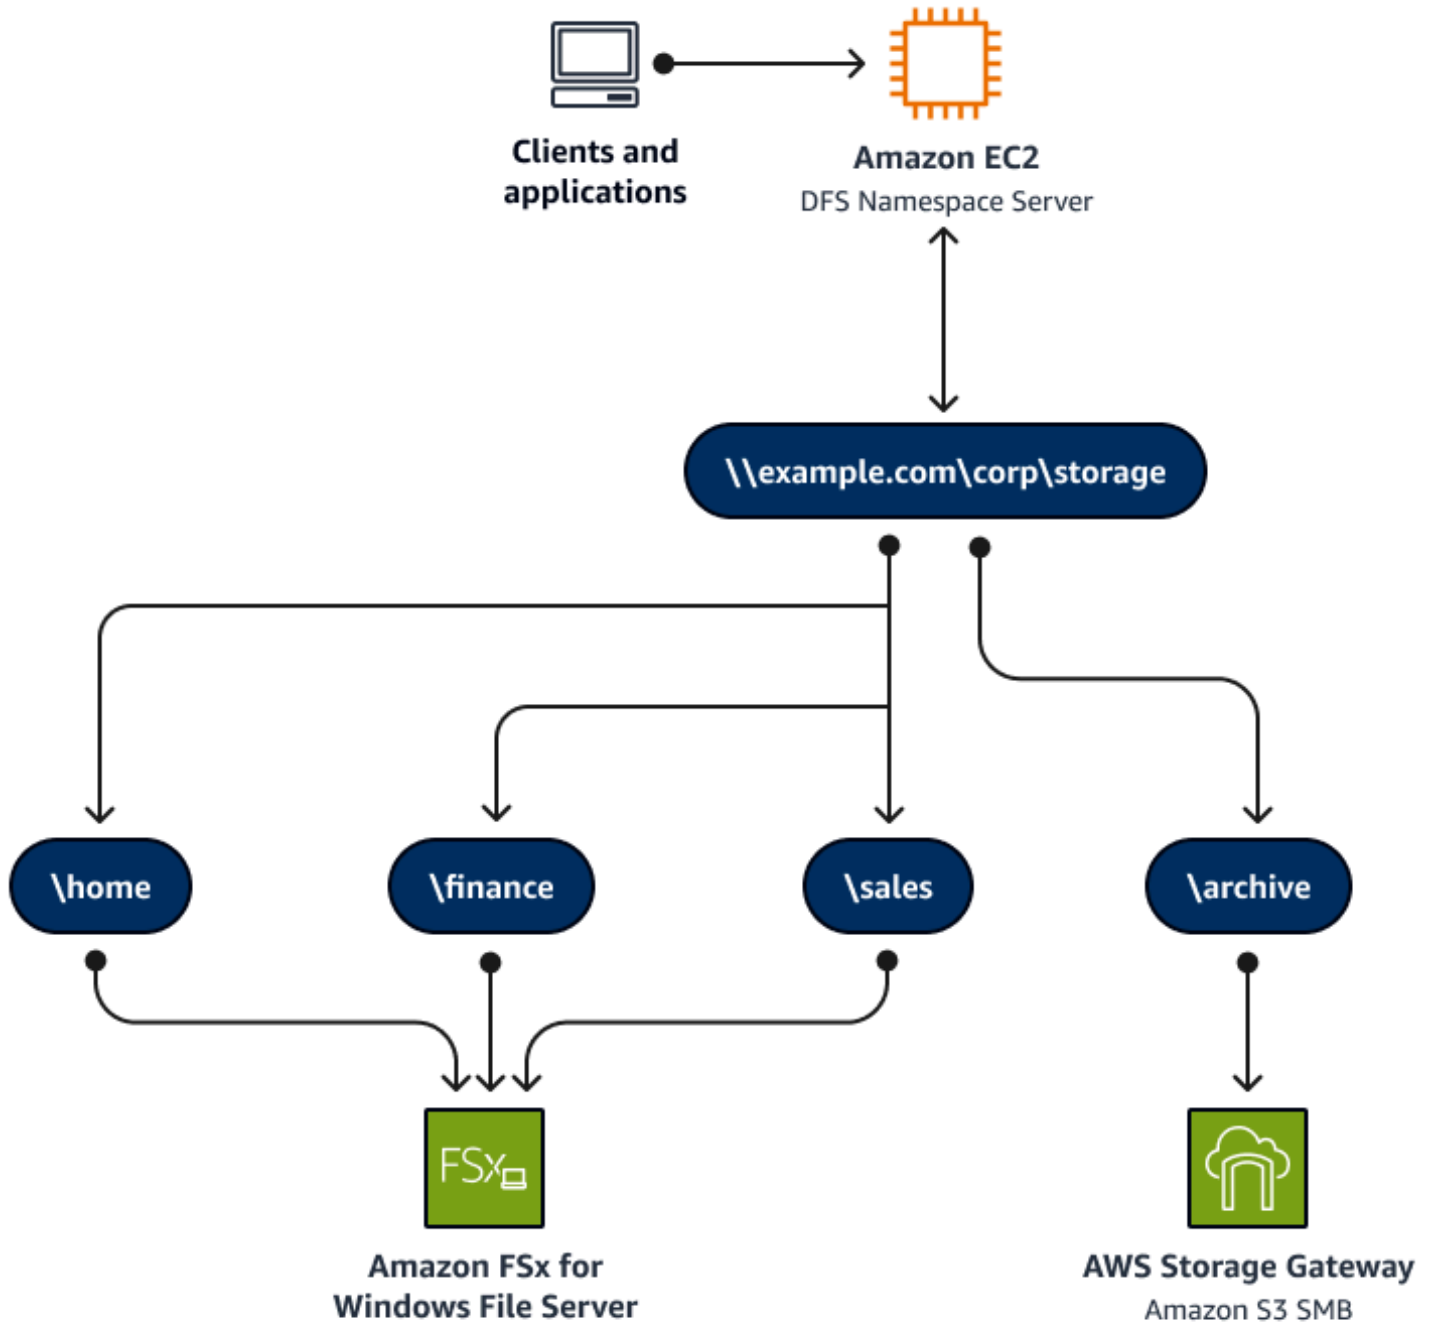 Clients and
applications
Amazon EC2
DFS Namespace Server
\\example.com\corp\storage
\home
\finance
\sales
\archive
FSx
Amazon FSx for
Windows File Server
AWS Storage Gateway
Amazon S3 SMB